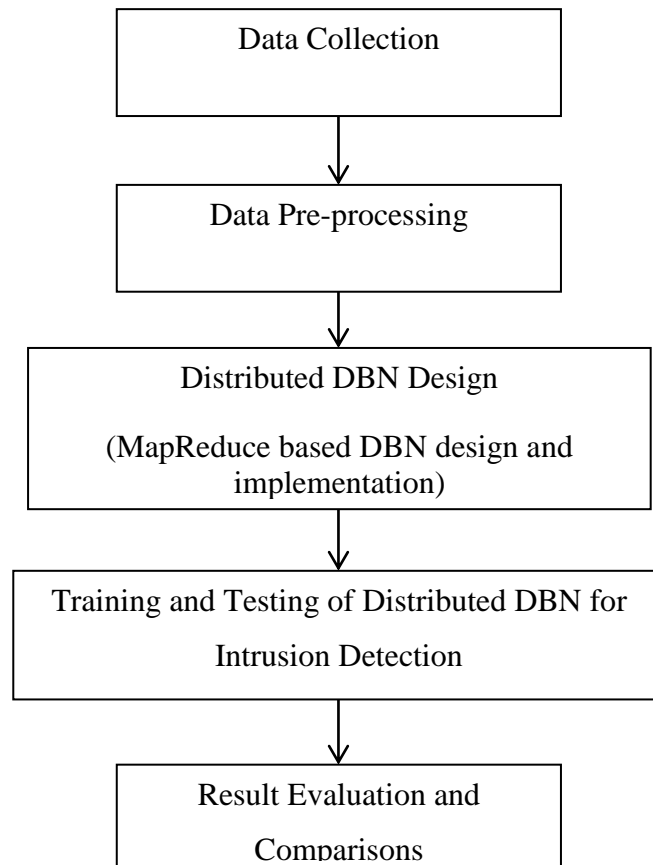 Data Collection
Data Pre-processing
Distributed DBN Design
(MapReduce based DBN design and
implementation)
Training and Testing of Distributed DBN for
Intrusion Detection
Result Evaluation and
Comparisons